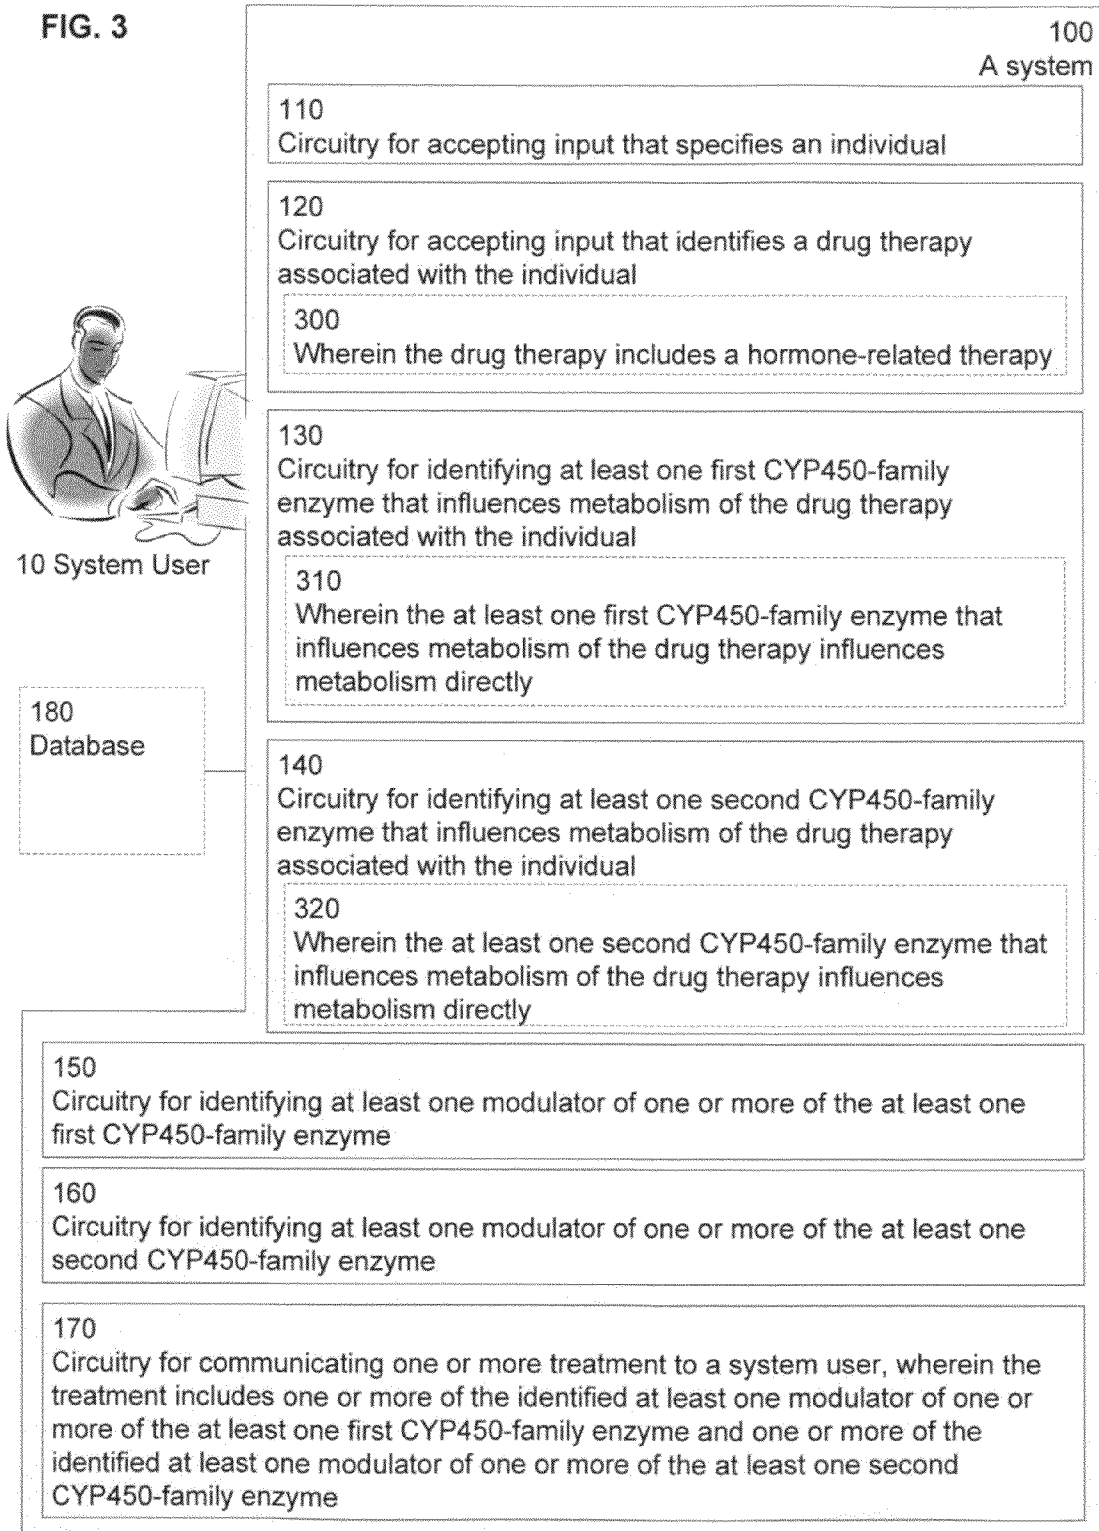 FIG. 3
100
A system
110
Circuitry for accepting input that specifies an individual
120
Circuitry for accepting input that identifies a drug therapy
associated with the individual
300
Wherein the drug therapy includes a hormone-related therapy
130
Circuitry for identifying at least one first CYP450-family
enzyme that influences metabolism of the drug therapy
associated with the individual
310
Wherein the at least one first CYP450-family enzyme that
influences metabolism of the drug therapy influences
metabolism directly
10 System User
180
Database
140
Circuitry for identifying at least one second CYP450-family
enzyme that influences metabolism of the drug therapy
associated with the individual
320
Wherein the at least one second CYP450-family enzyme that
influences metabolism of the drug therapy influences
metabolism directly
150
Circuitry for identifying at least one modulator of one or more of the at least one
first CYP450-family enzyme
160
Circuitry for identifying at least one modulator of one or more of the at least one
second CYP450-family enzyme
170
Circuitry for communicating one or more treatment to a system user, wherein the
treatment includes one or more of the identified at least one modulator of one or
more of the at least one first CYP450-family enzyme and one or more of the
identified at least one modulator of one or more of the at least one second
CYP450-family enzyme